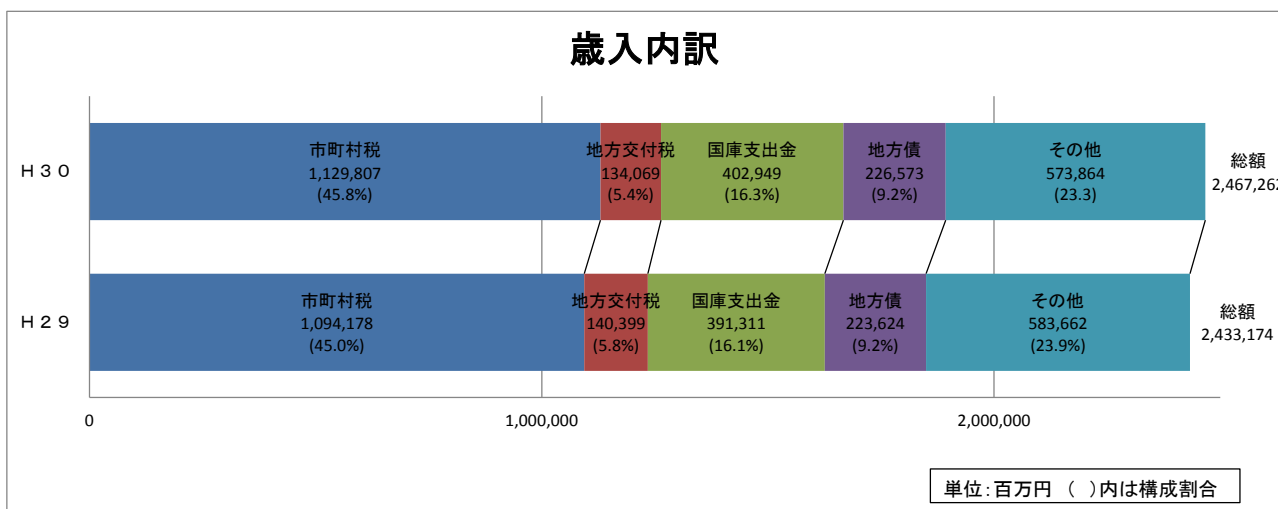 歳入内訳
H30
市町村税 地方交付税 国庫支出金 地方債 その他 総額
1,129,807 134,069 402,949 226,573 573,864 2,467,262
(45.8%) (5.4%) (16.3%) (9.2%) (23.3)
H29
市町村税 地方交付税 国庫支出金 地方債 その他 総額
1,094,178 140,399 391,311 223,624 583,662 2,433,174
(45.0%) (5.8%) (16.1%) (9.2%) (23.9%)
0 1,000,000 2,000,000
単位:百万円 ( )内は構成割合